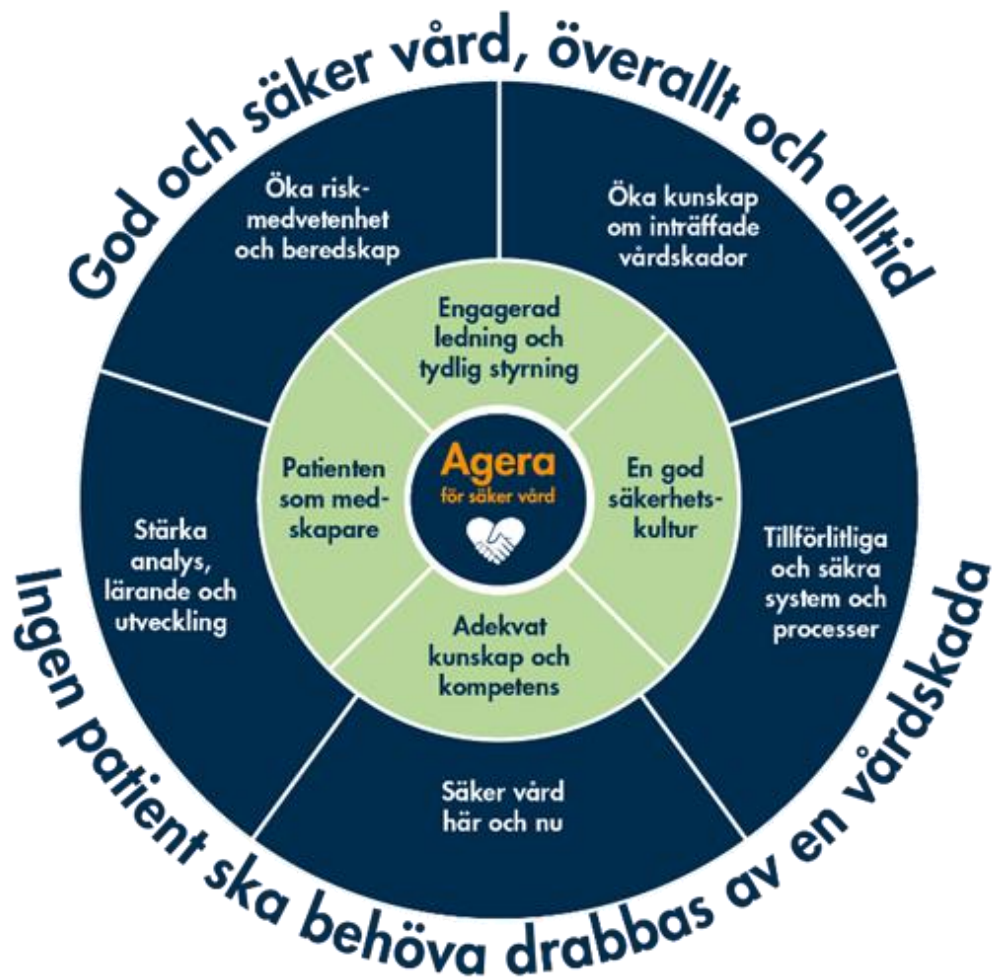 God och säker vård, överallt och alltid
Öka risk-
medvetenhet
och beredskap
Öka kunskap
om inträffade
vårdskador
Engagerad
ledning och
tydlig styrning
Patienten
som med-
skapare
Agera
för säker vård
En god
säkerhets-
kultur
Stärka
analys,
lärande och
utveckling
Tillförlitliga
och säkra
system och
processer
Adekvat
kunskap och
kompetens
Säker vård
här och nu
Ingen patient ska behöva drabbas av en vårdskada